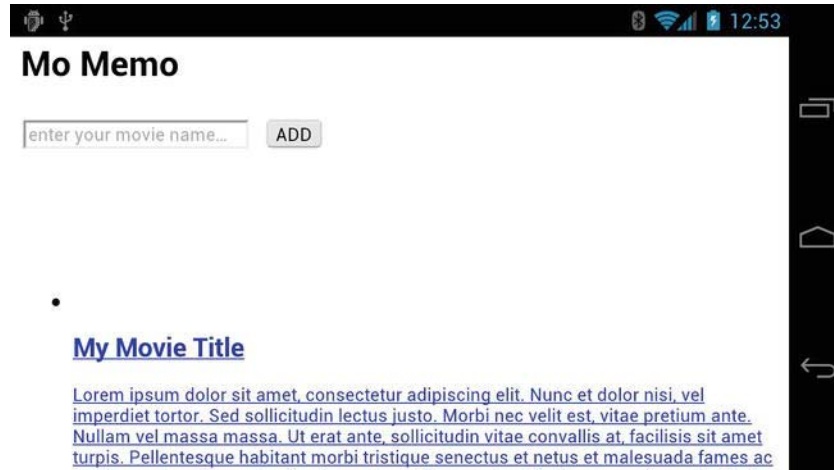 12:53
Mo Memo
enter your movie name...
ADD
My Movie Title
Lorem ipsum dolor sit amet, consectetur adipiscing elit. Nunc et dolor nisi, vel
imperdiet tortor. Sed sollicitudin lectus justo. Morbi nec velit est, vitae pretium ante.
Nullam vel massa massa. Ut erat ante, sollicitudin vitae convallis at, facilisis sit amet
turpis. Pellentesque habitant morbi tristique senectus et netus et malesuada fames ac